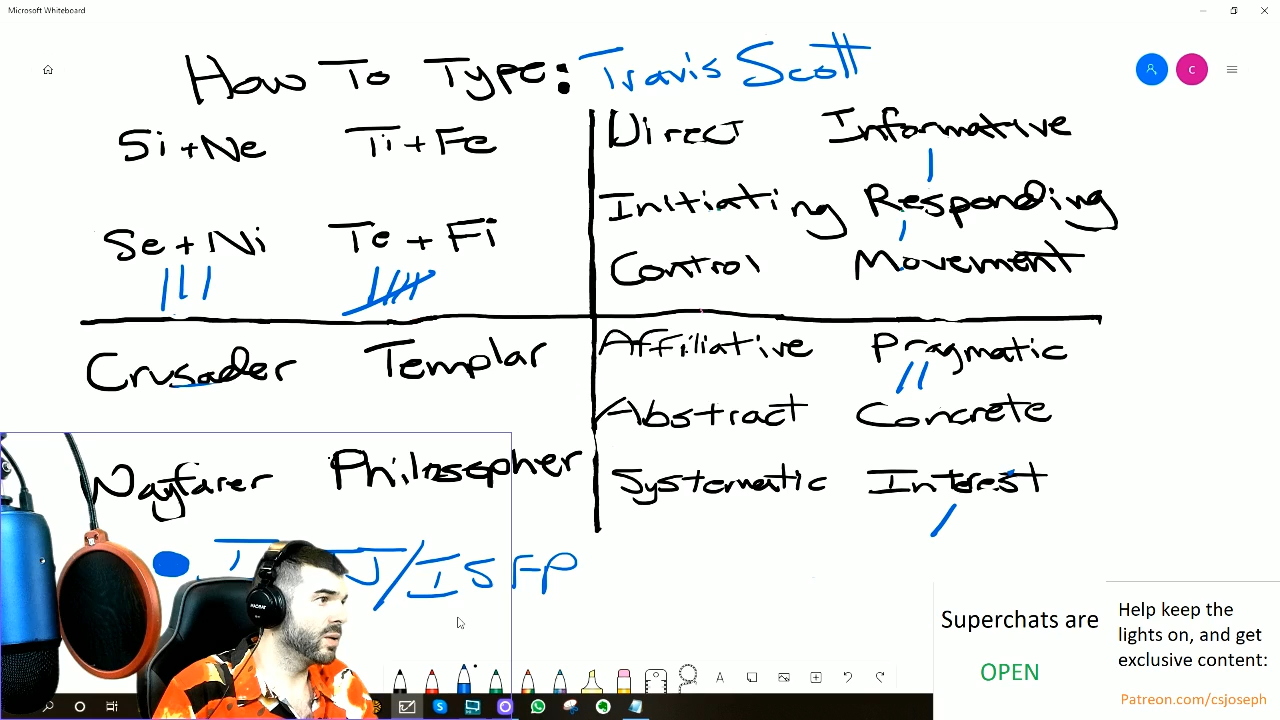 Microsoft Whiteboard
How To Type: Travis Scott
C
Si + Ne Ti + Fe
Se + Ni Te + Fi
Direct Informative
Initiating Responding
Control Movement
Crusader Templar
Wayfarer Philosopher
Affiliative Pragmatic
Abstract Concrete
Systematic Interest
J/ISFP
Superchats are
OPEN
Help keep the
lights on, and get
exclusive content:
Patreon.com/csjoseph
A